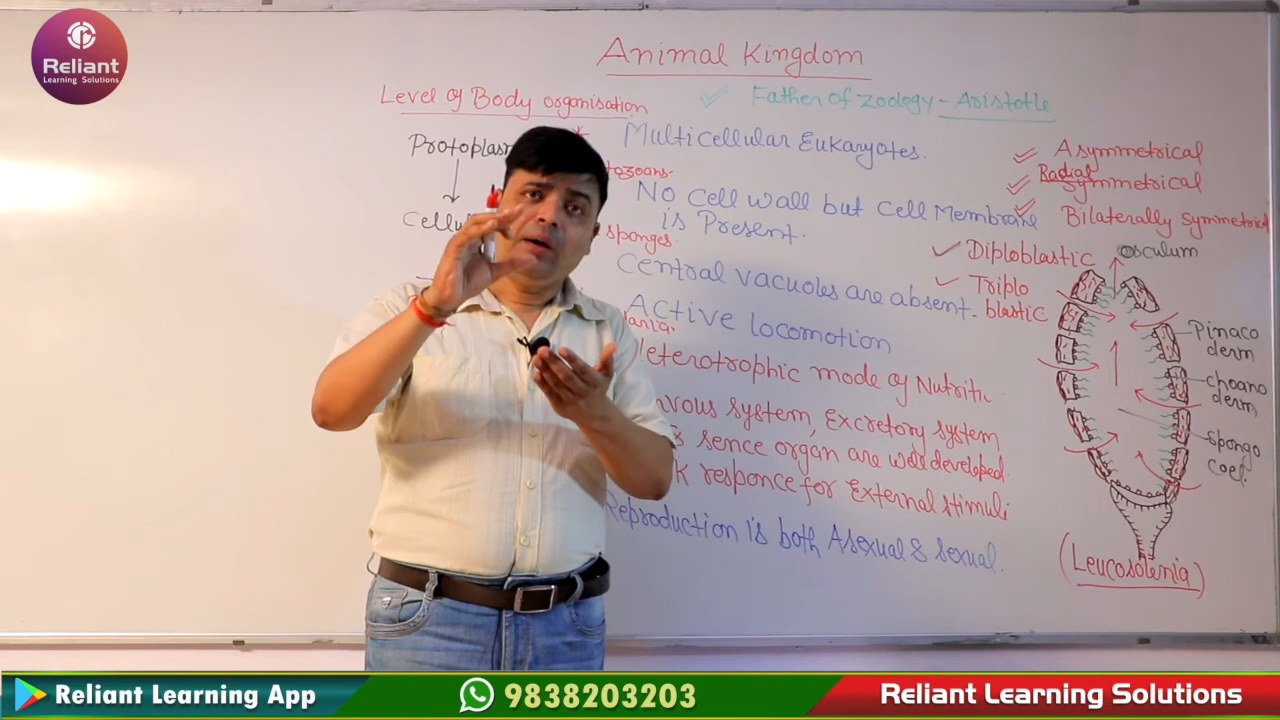 Reliant
Learning Solutions
Animal Kingdom
Level of Body organisation
Father of Zoology - Aristotle
Protoplasm
Multicellular Eukaryotes.
No cell wall but cell Membrane
is Present.
sponges.
Central vacuoles are absent.
Active locomotion
Heterotrophic mode of Nutriti
system, Excretory system
sence organ are well developed.
responce for External stimuli
Reproduction is both Asexual & sexual.
Asymmetrical
Radial
Symmetrical
Bilaterally symmetrical
Diploblastic
Triplo
blastic
osculum
Pinaco
derm
choano
derm
spongo
coel.
(Leucosolenia)
Reliant Learning App
9838203203
Reliant Learning Solutions